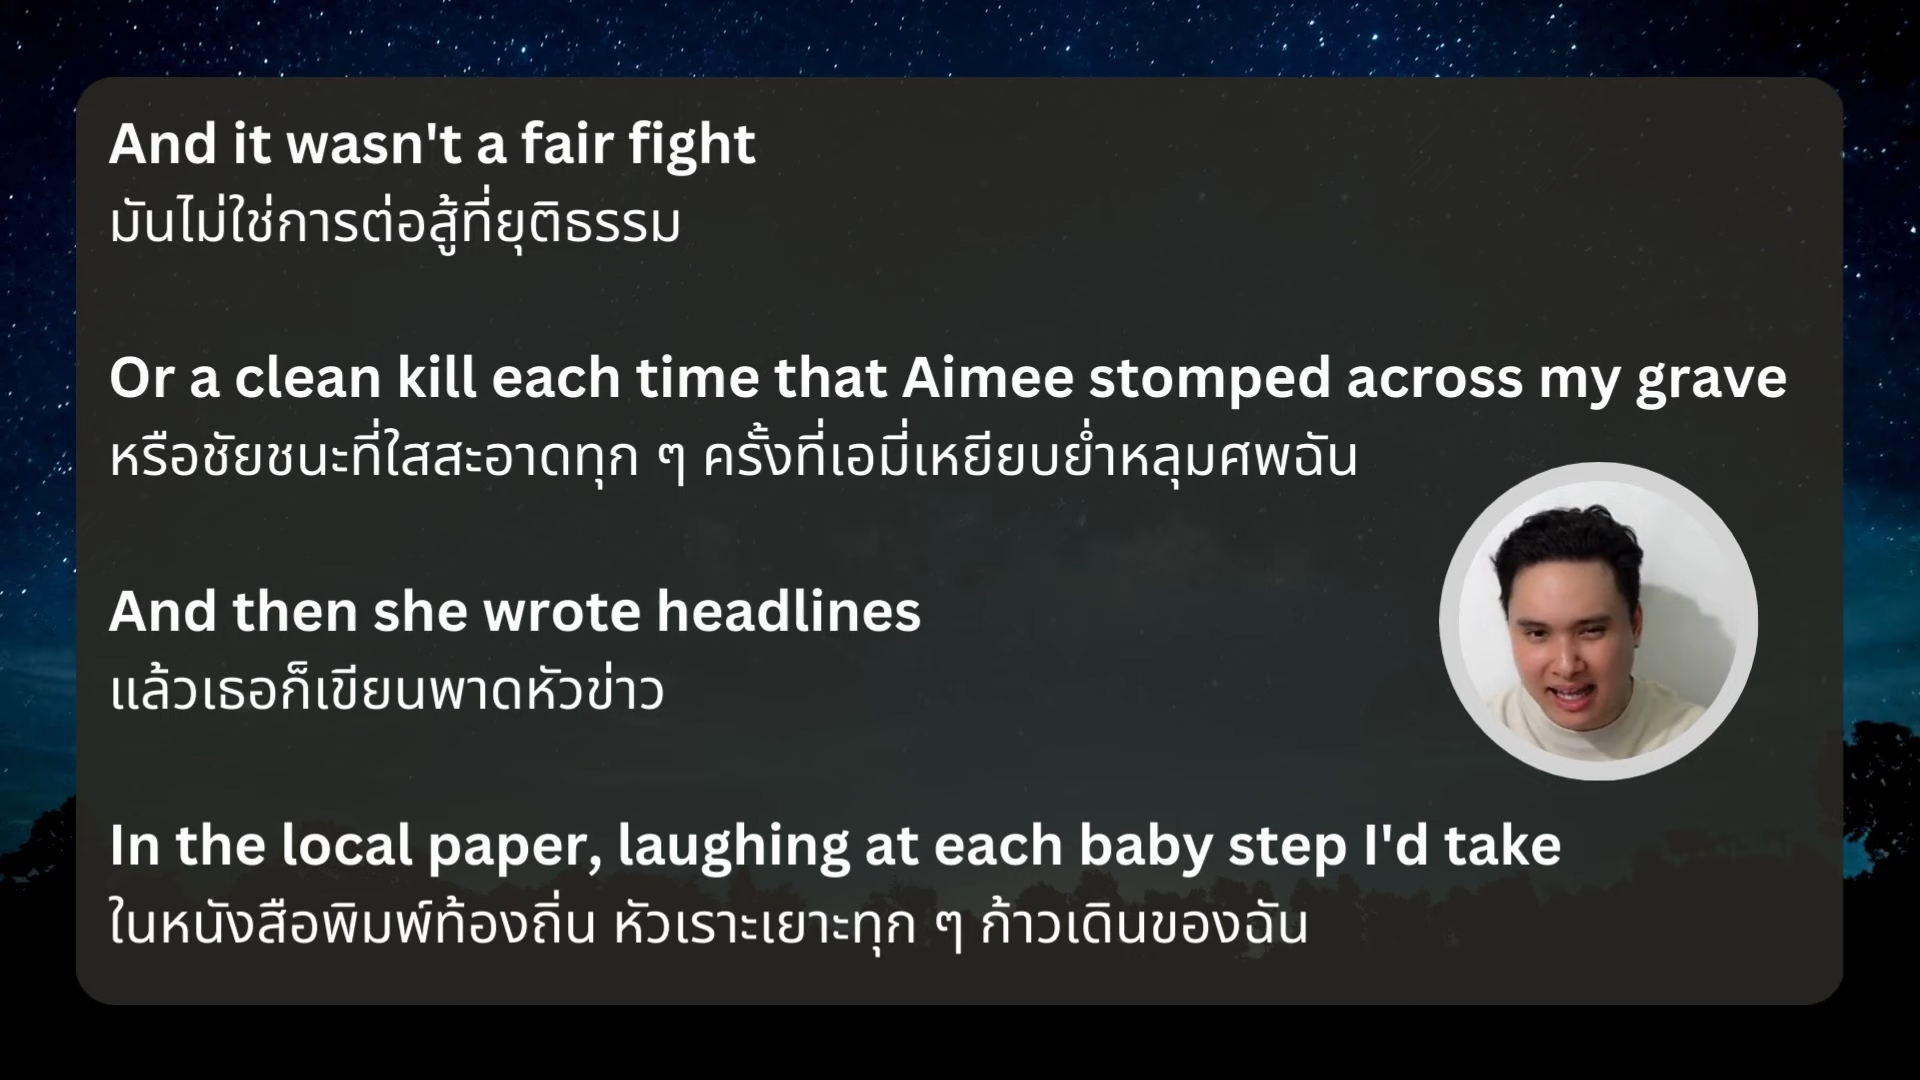 And it wasn't a fair fight
มันไม่ใช่การต่อสู้ที่ยุติธรรม
Or a clean kill each time that Aimee stomped across my grave
หรือชัยชนะที่ใสสะอาดทุก ๆ ครั้งที่เอมี่เหยียบย่ำหลุมศพฉัน
And then she wrote headlines
แล้วเธอก็เขียนพาดหัวข่าว
In the local paper, laughing at each baby step I'd take
ในหนังสือพิมพ์ท้องถิ่น หัวเราะเยาะทุก ๆ ก้าวเดินของฉัน